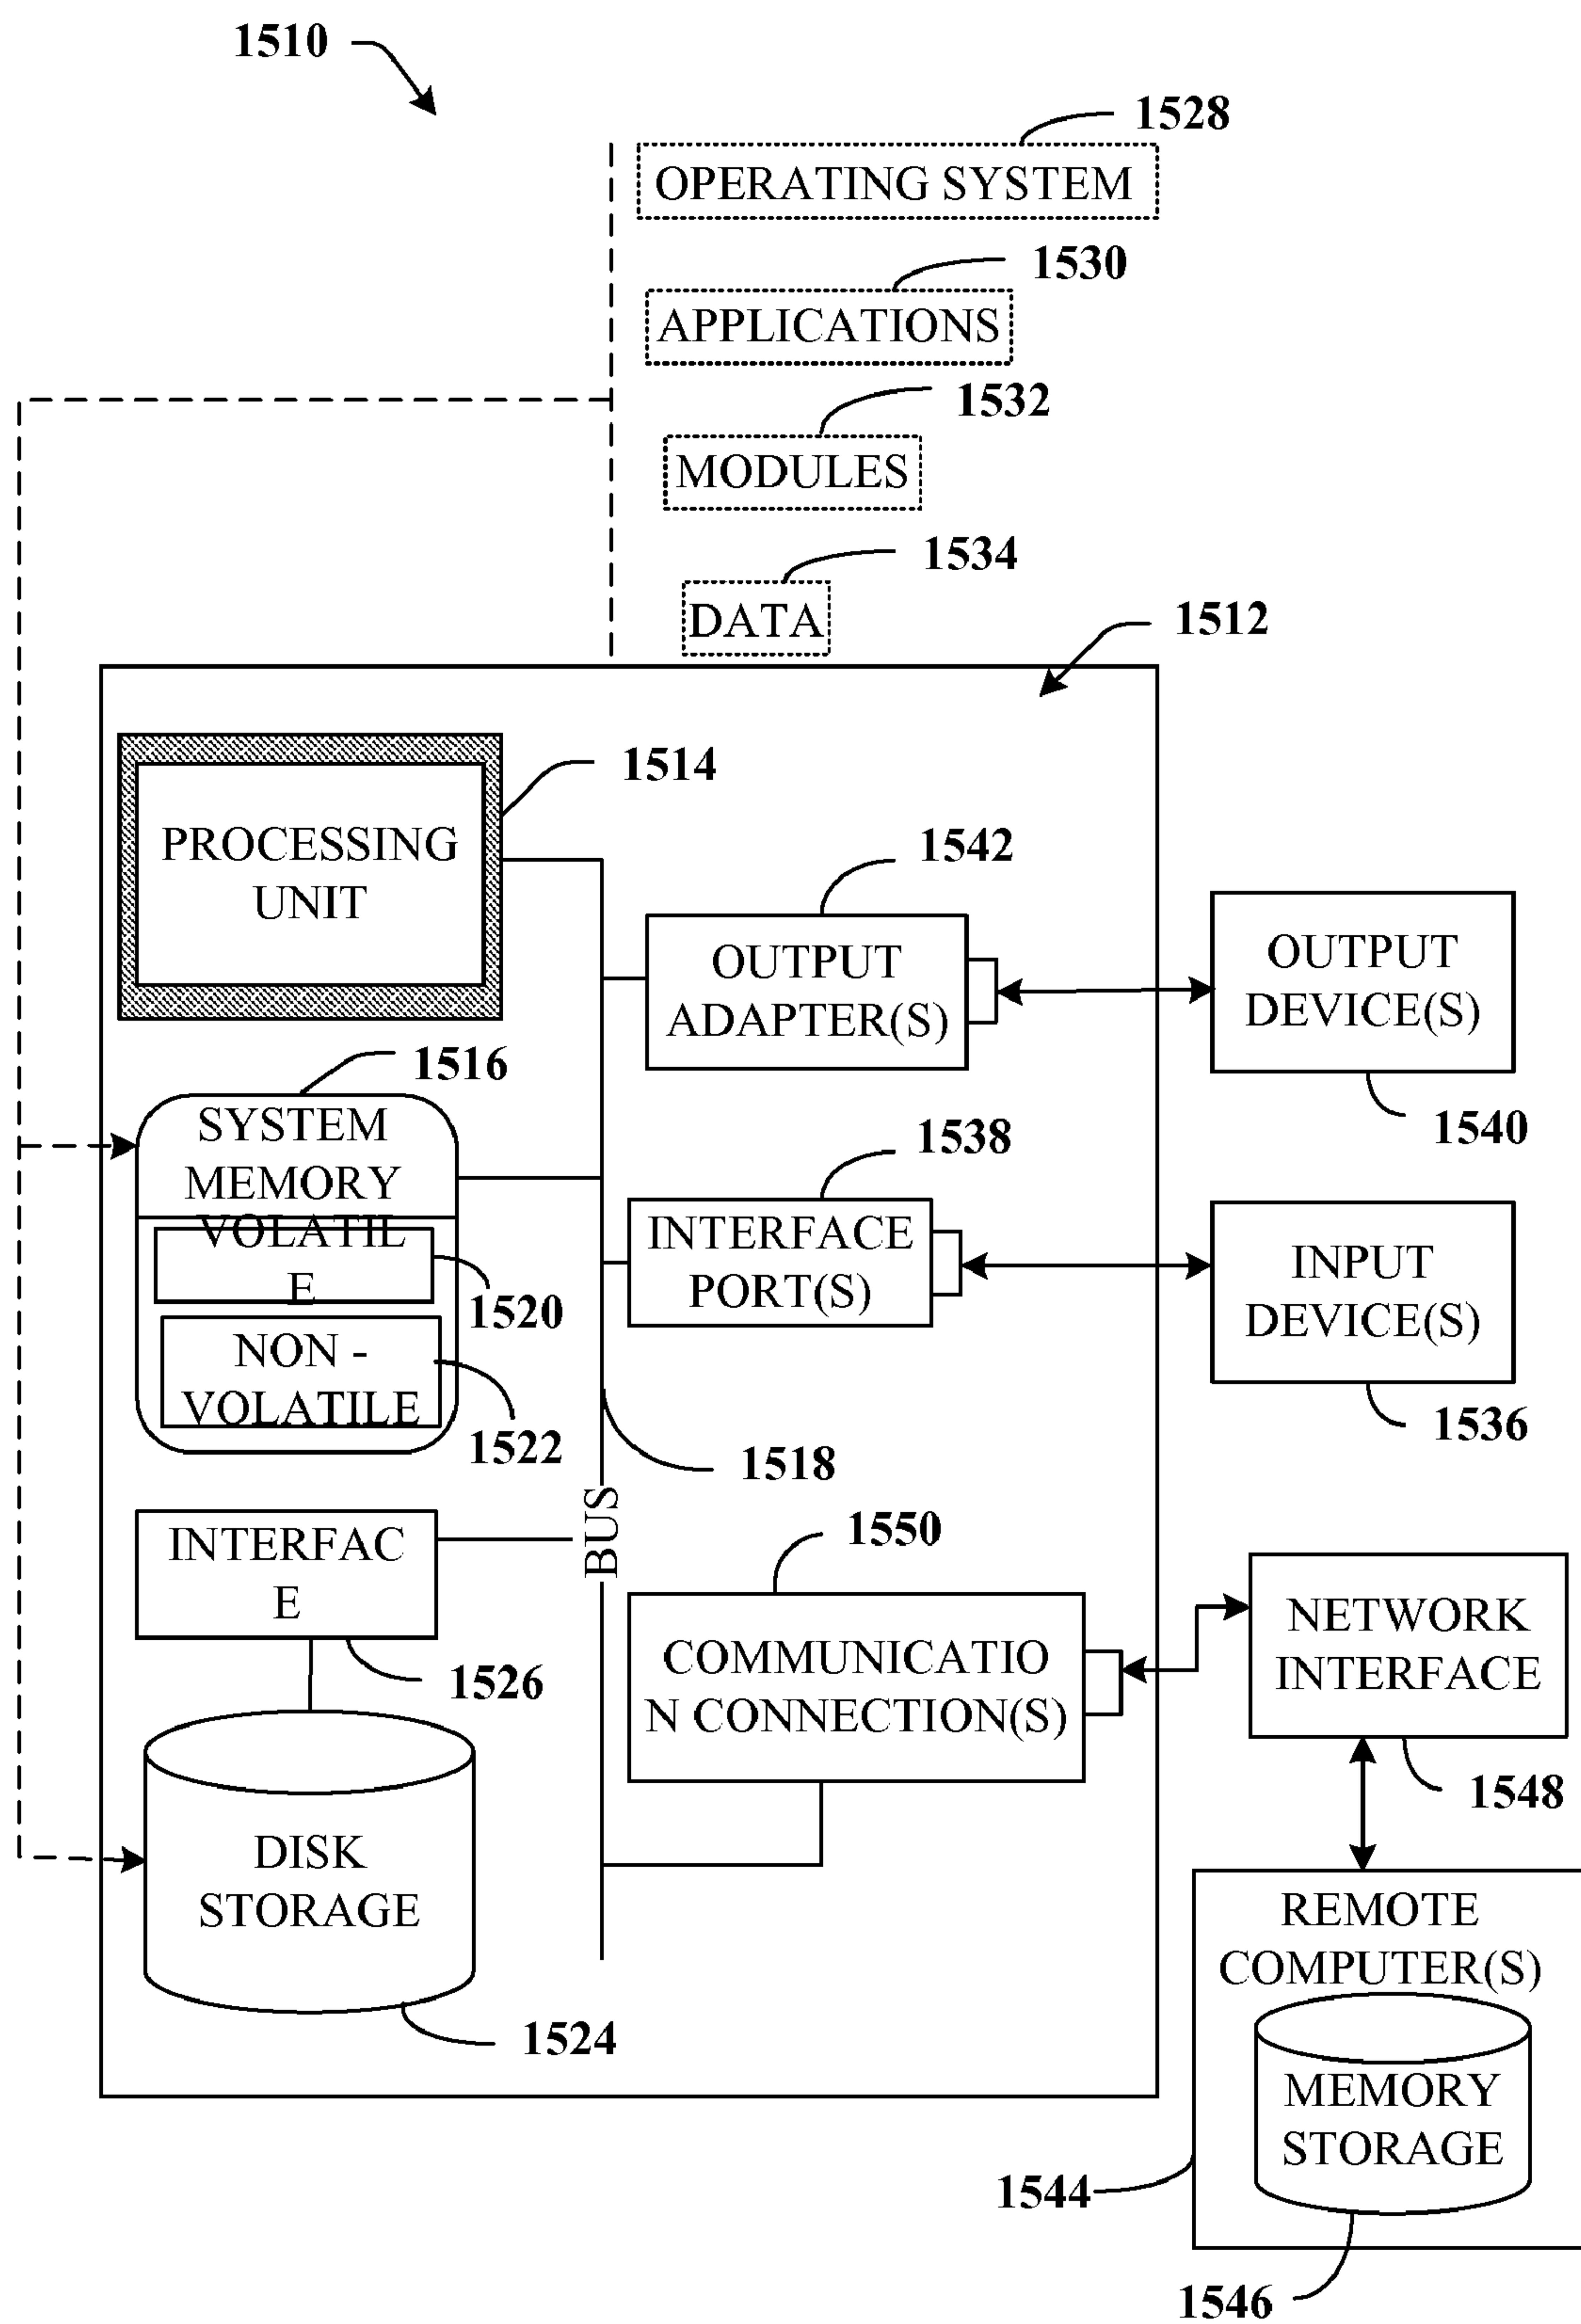 1510
1528
OPERATING SYSTEM
1530
APPLICATIONS
1532
MODULES
1534
DATA
1512
1514
PROCESSING
UNIT
1542
OUTPUT
ADAPTER(S)
OUTPUT
DEVICE(S)
1540
1516
SYSTEM
MEMORY
VOLATIL
E
1520
NON -
VOLATILE
1522
1538
INTERFACE
PORT(S)
INPUT
DEVICE(S)
1536
1518
BUS
INTERFAC
E
1526
1550
COMMUNICATIO
N CONNECTION(S)
NETWORK
INTERFACE
1548
DISK
STORAGE
1524
REMOTE
COMPUTER(S)
MEMORY
STORAGE
1544
1546